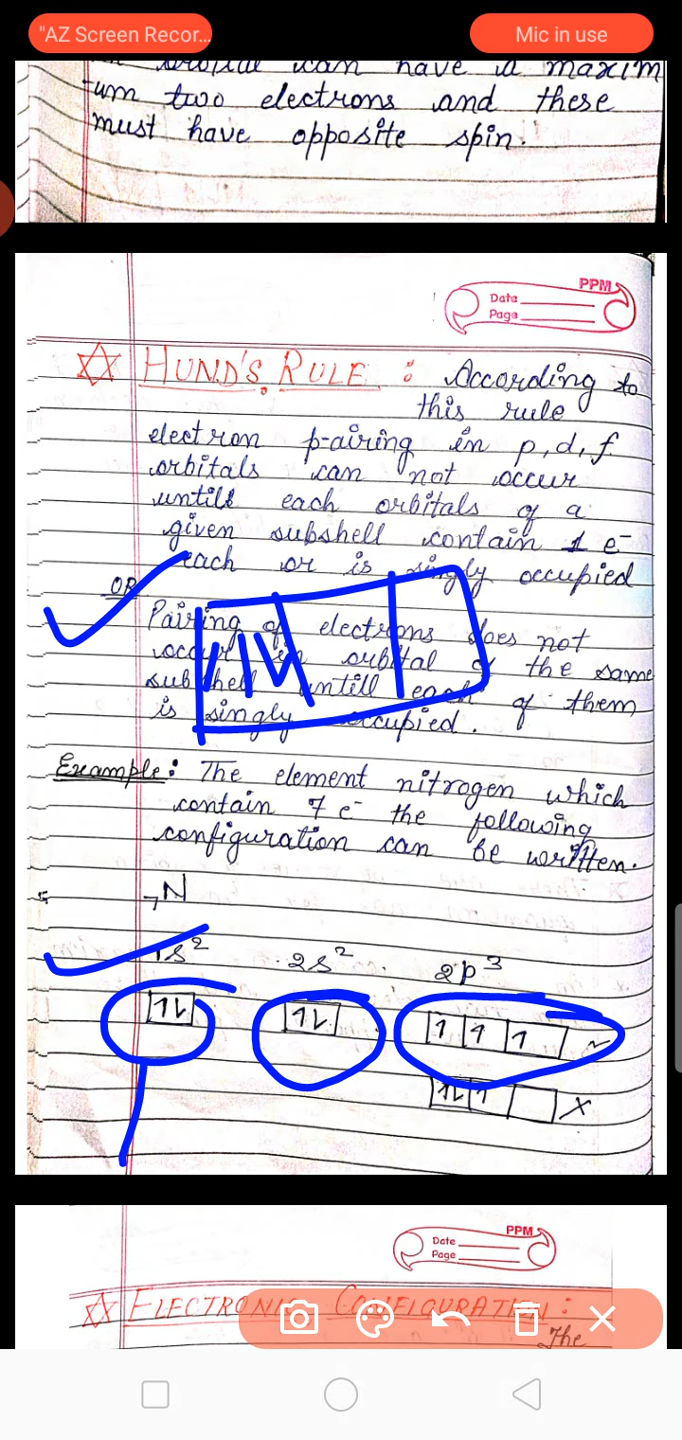 "AZ Screen Recor...
Mic in use
can have a maxim
um two electrons and these
must have opposite spin.
PPM
Date
Page
HUND'S RULE : According to
this rule
electron p-airing in p, d, f
orbitals can not occur
untill each orbitals of a
given subshell contain 1 e-
each or is singly occupied
OR
Pairing of electrons does not
occur in orbital of the same
subshell untill each of them
is singly occupied.
Example: The element nitrogen which
contain 7 e- the following
configuration can be written.
7N
1s² 2s² 2p³
PPM
Date
Page
ELECTRONIC CONFIGURATION :
The